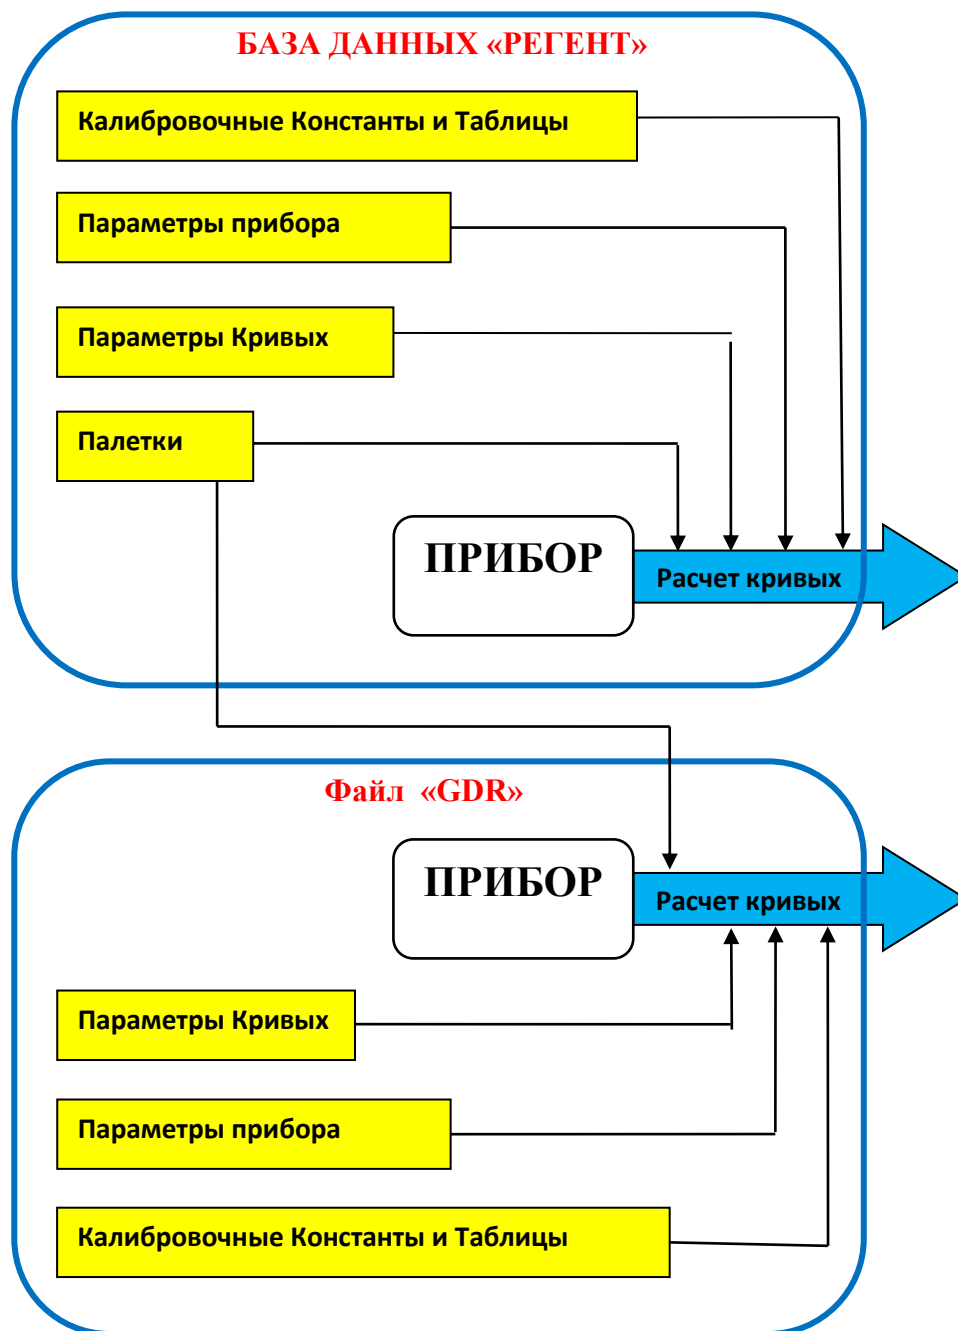 БАЗА ДАННЫХ «РЕГЕНТ»
Калибровочные Константы и Таблицы
Параметры прибора
Параметры Кривых
Палетки
ПРИБОР
Расчет кривых
Файл «GDR»
ПРИБОР
Расчет кривых
Параметры Кривых
Параметры прибора
Калибровочные Константы и Таблицы